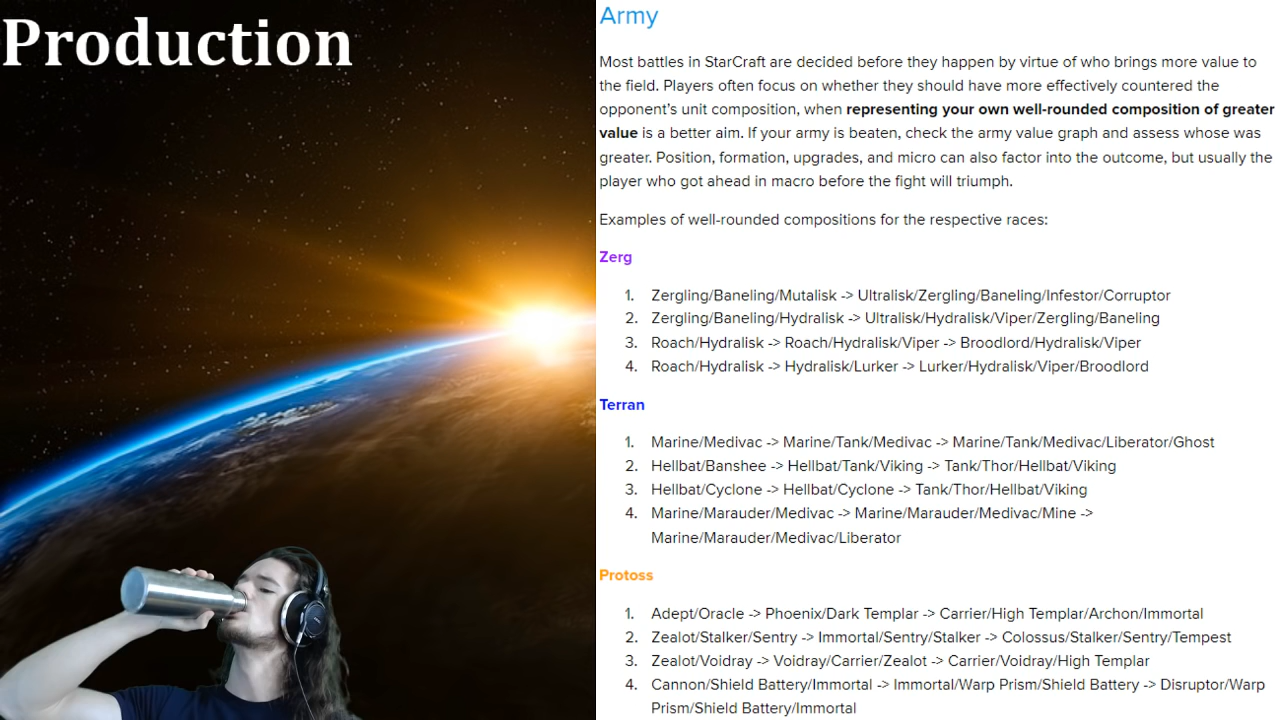 Production
Army
Most battles in StarCraft are decided before they happen by virtue of who brings more value to
the field. Players often focus on whether they should have more effectively countered the
opponent's unit composition, when representing your own well-rounded composition of greater
value is a better aim. If your army is beaten, check the army value graph and assess whose was
greater. Position, formation, upgrades, and micro can also factor into the outcome, but usually the
player who got ahead in macro before the fight will triumph.
Examples of well-rounded compositions for the respective races:
Zerg
1. Zergling/Baneling/Mutalisk -> Ultralisk/Zergling/Baneling/Infestor/Corruptor
2. Zergling/Baneling/Hydralisk -> Ultralisk/Hydralisk/Viper/Zergling/Baneling
3. Roach/Hydralisk -> Roach/Hydralisk/Viper -> Broodlord/Hydralisk/Viper
4. Roach/Hydralisk -> Hydralisk/Lurker -> Lurker/Hydralisk/Viper/Broodlord
Terran
1. Marine/Medivac -> Marine/Tank/Medivac -> Marine/Tank/Medivac/Liberator/Ghost
2. Hellbat/Banshee -> Hellbat/Tank/Viking -> Tank/Thor/Hellbat/Viking
3. Hellbat/Cyclone -> Hellbat/Cyclone -> Tank/Thor/Hellbat/Viking
4. Marine/Marauder/Medivac -> Marine/Marauder/Medivac/Mine ->
Marine/Marauder/Medivac/Liberator
Protoss
1. Adept/Oracle -> Phoenix/Dark Templar -> Carrier/High Templar/Archon/Immortal
2. Zealot/Stalker/Sentry -> Immortal/Sentry/Stalker -> Colossus/Stalker/Sentry/Tempest
3. Zealot/Voidray -> Voidray/Carrier/Zealot -> Carrier/Voidray/High Templar
4. Cannon/Shield Battery/Immortal -> Immortal/Warp Prism/Shield Battery -> Disruptor/Warp
Prism/Shield Battery/Immortal